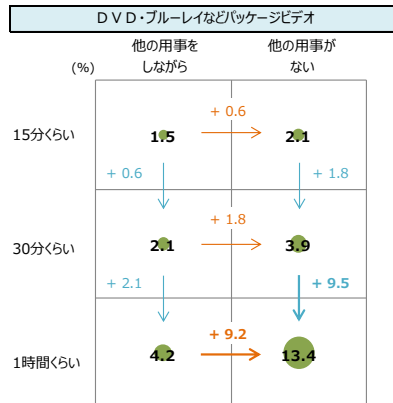 DVD・ブルーレイなどパッケージビデオ
他の用事を
しながら
他の用事が
ない
(%)
15分くらい
1.5
+ 0.6
2.1
+ 0.6
+ 1.8
30分くらい
2.1
+ 1.8
3.9
+ 2.1
+ 9.5
1時間くらい
4.2
+ 9.2
13.4